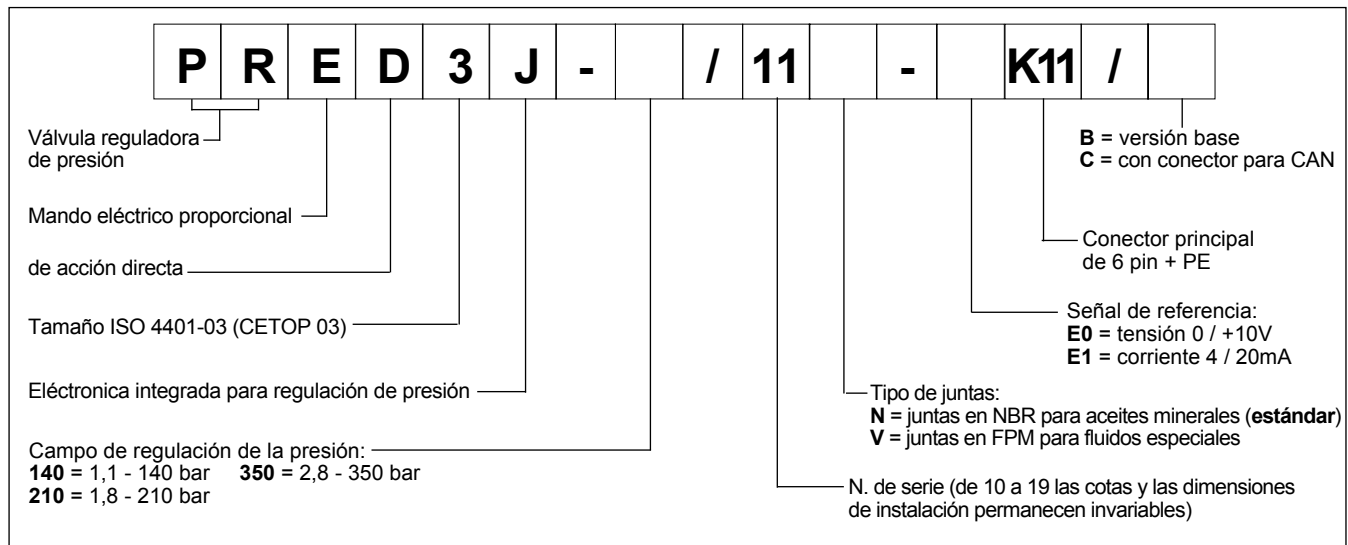 P R E D 3 J - / 11 - K11 /
Válvula reguladora
de presión
Mando eléctrico proporcional
de acción directa
Tamaño ISO 4401-03 (CETOP 03)
Eléctronica integrada para regulación de presión
Campo de regulación de la presión:
140 = 1,1 - 140 bar 350 = 2,8 - 350 bar
210 = 1,8 - 210 bar
B = versión base
C = con conector para CAN
Conector principal
de 6 pin + PE
Señal de referencia:
E0 = tensión 0 / +10V
E1 = corriente 4 / 20mA
Tipo de juntas:
N = juntas en NBR para aceites minerales (estándar)
V = juntas en FPM para fluidos especiales
N. de serie (de 10 a 19 las cotas y las dimensiones
de instalación permanecen invariables)